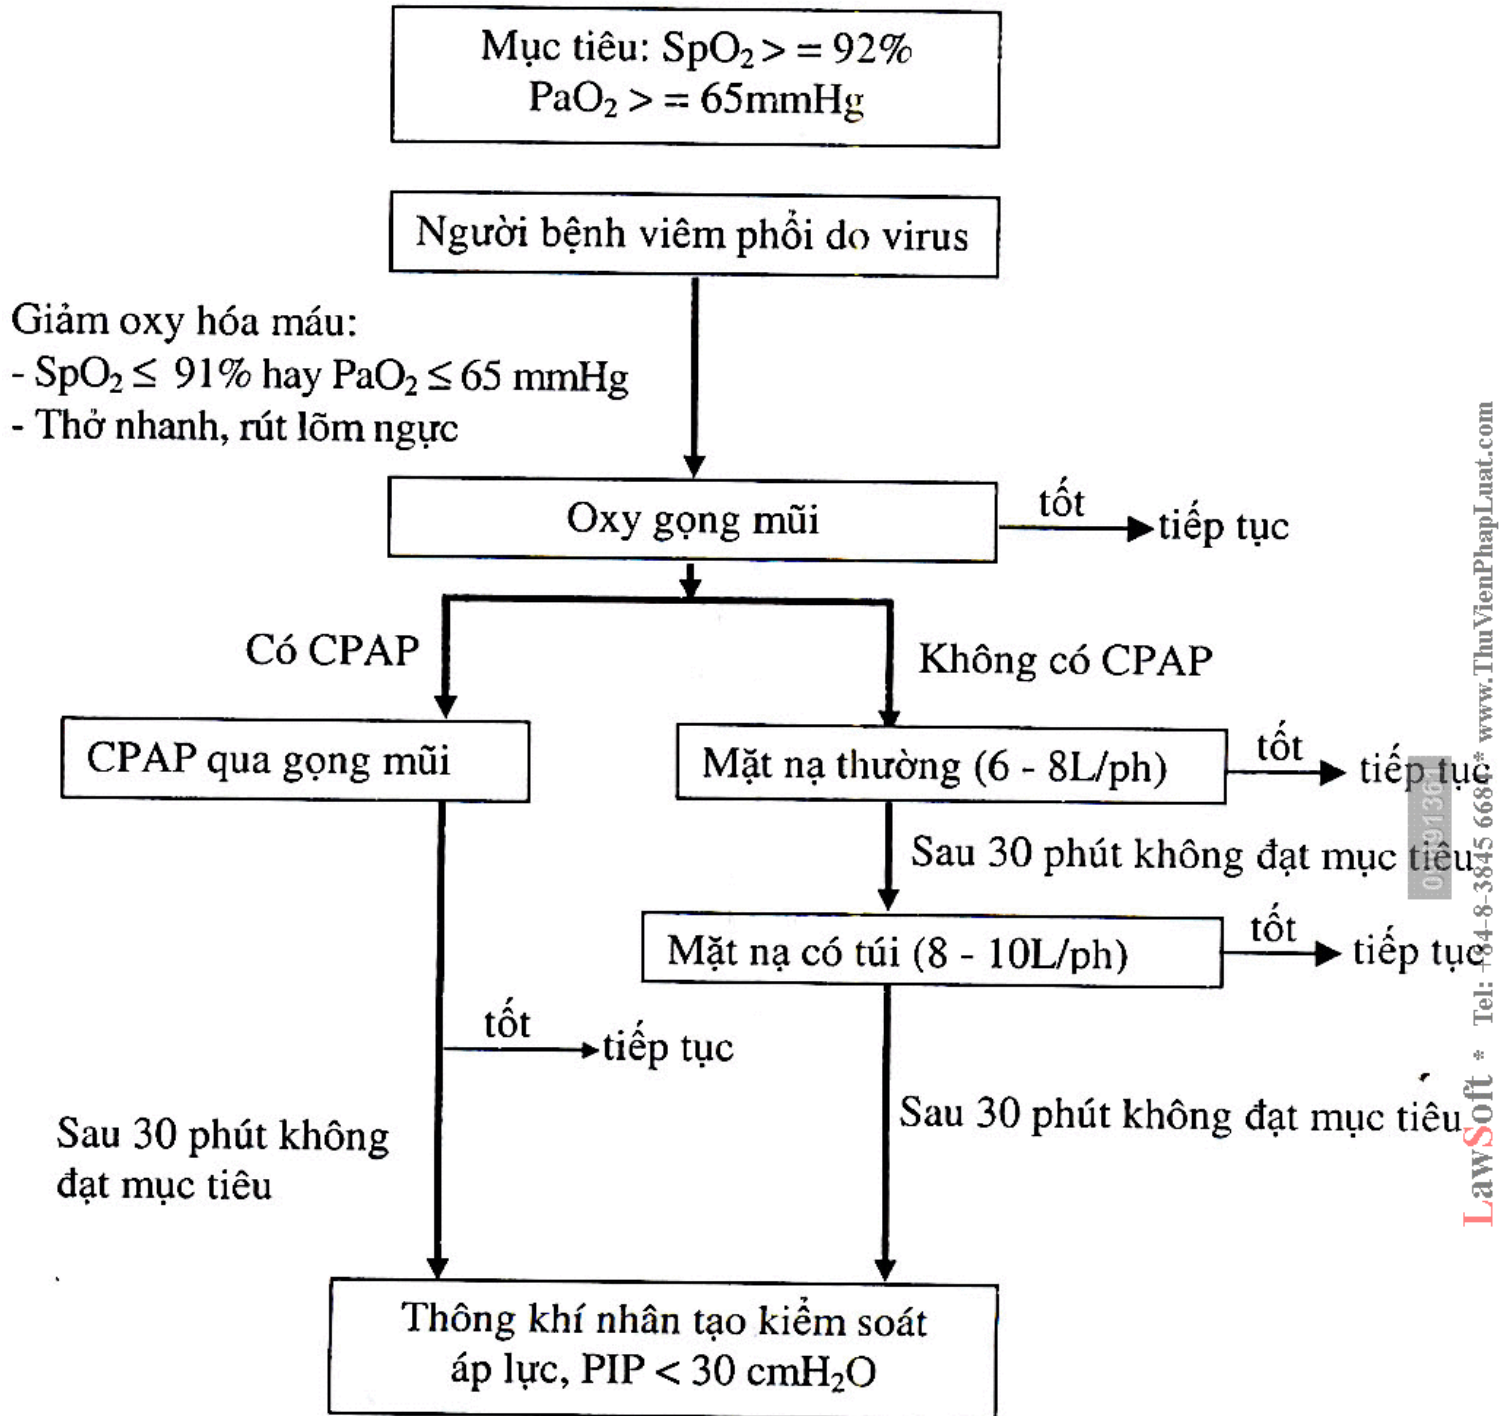 Mục tiêu: SpO₂ > = 92%
PaO₂ > = 65mmHg
Người bệnh viêm phổi do virus
Giảm oxy hóa máu:
- SpO₂ ≤ 91% hay PaO₂ ≤ 65 mmHg
- Thở nhanh, rút lõm ngực
Oxy gọng mũi
tốt
tiếp tục
Có CPAP
Không có CPAP
CPAP qua gọng mũi
Mặt nạ thường (6 - 8L/ph)
tốt
tiếp tục
Sau 30 phút không đạt mục tiêu
Mặt nạ có túi (8 - 10L/ph)
tốt
tiếp tục
tốt
tiếp tục
Sau 30 phút không
đạt mục tiêu
Sau 30 phút không đạt mục tiêu
Thông khí nhân tạo kiểm soát
áp lực, PIP < 30 cmH₂O
LawSoft * Tel: +84-8-3845 6684 * www.ThuVienPhapLuat.com